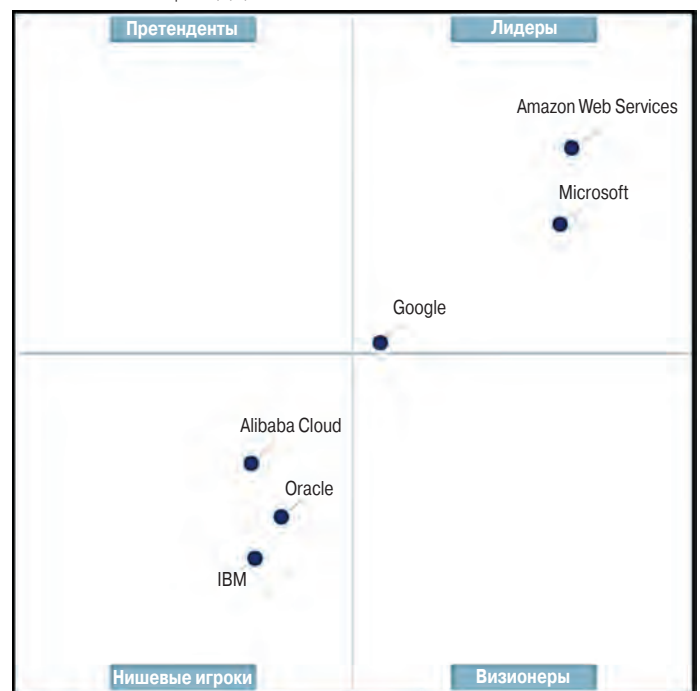 Претенденты
Лидеры
Amazon Web Services
Microsoft
Google
Alibaba Cloud
Oracle
IBM
Нишевые игроки
Визионеры